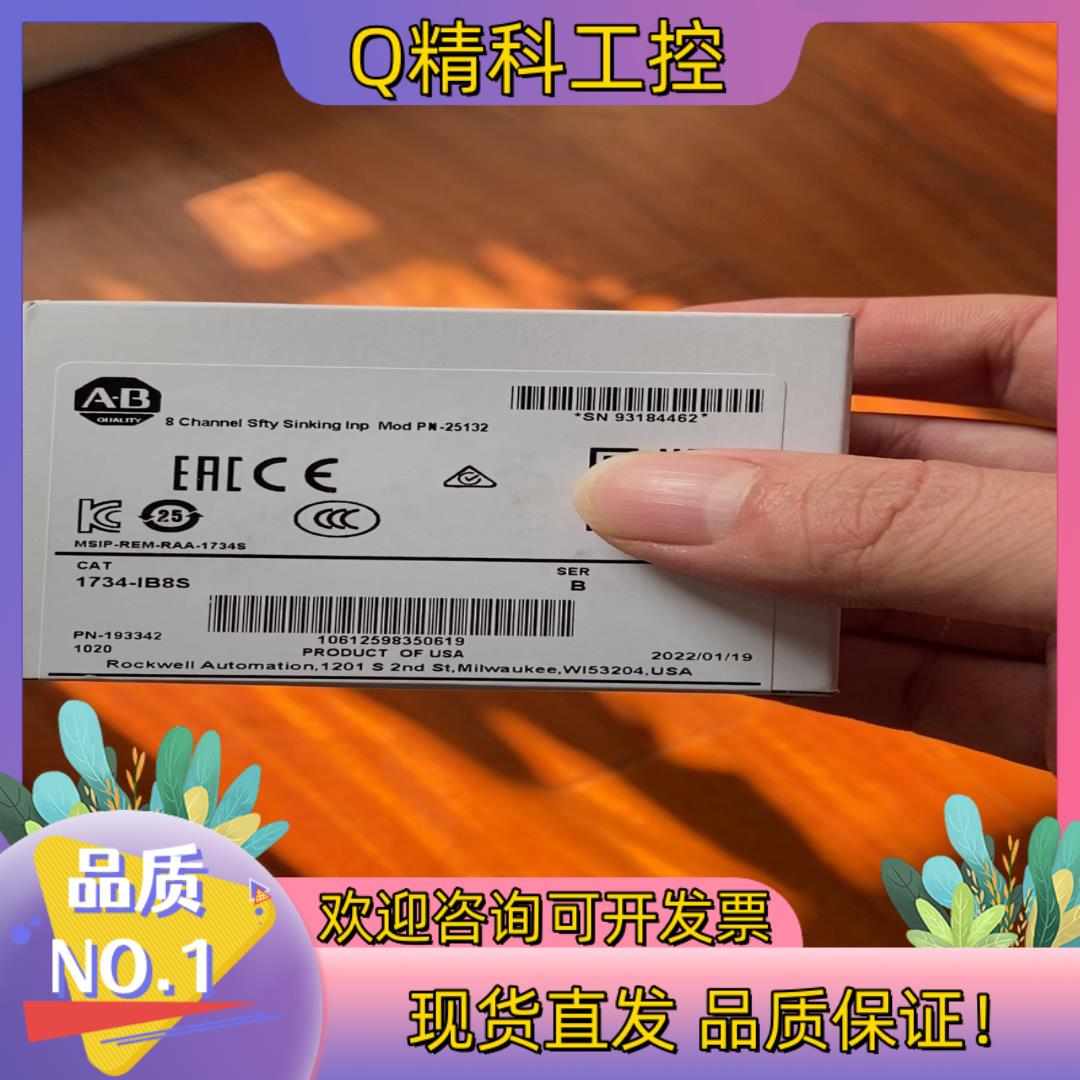 Q精科工控
A·B
QUALITY
8 Channel Sfty Sinking Inp Mod PN-25132
*SN 93184462*
EAC CE
25
MSIP-REM-RAA-1734S
CAT
1734-IB8S
SER
B
10612598350619
PN-193342
1020
PRODUCT OF USA
2022/01/19
Rockwell Automation,1201 S 2nd St,Milwaukee,WI53204,USA
品质
NO.1
欢迎咨询可开发票
现货直发 品质保证!